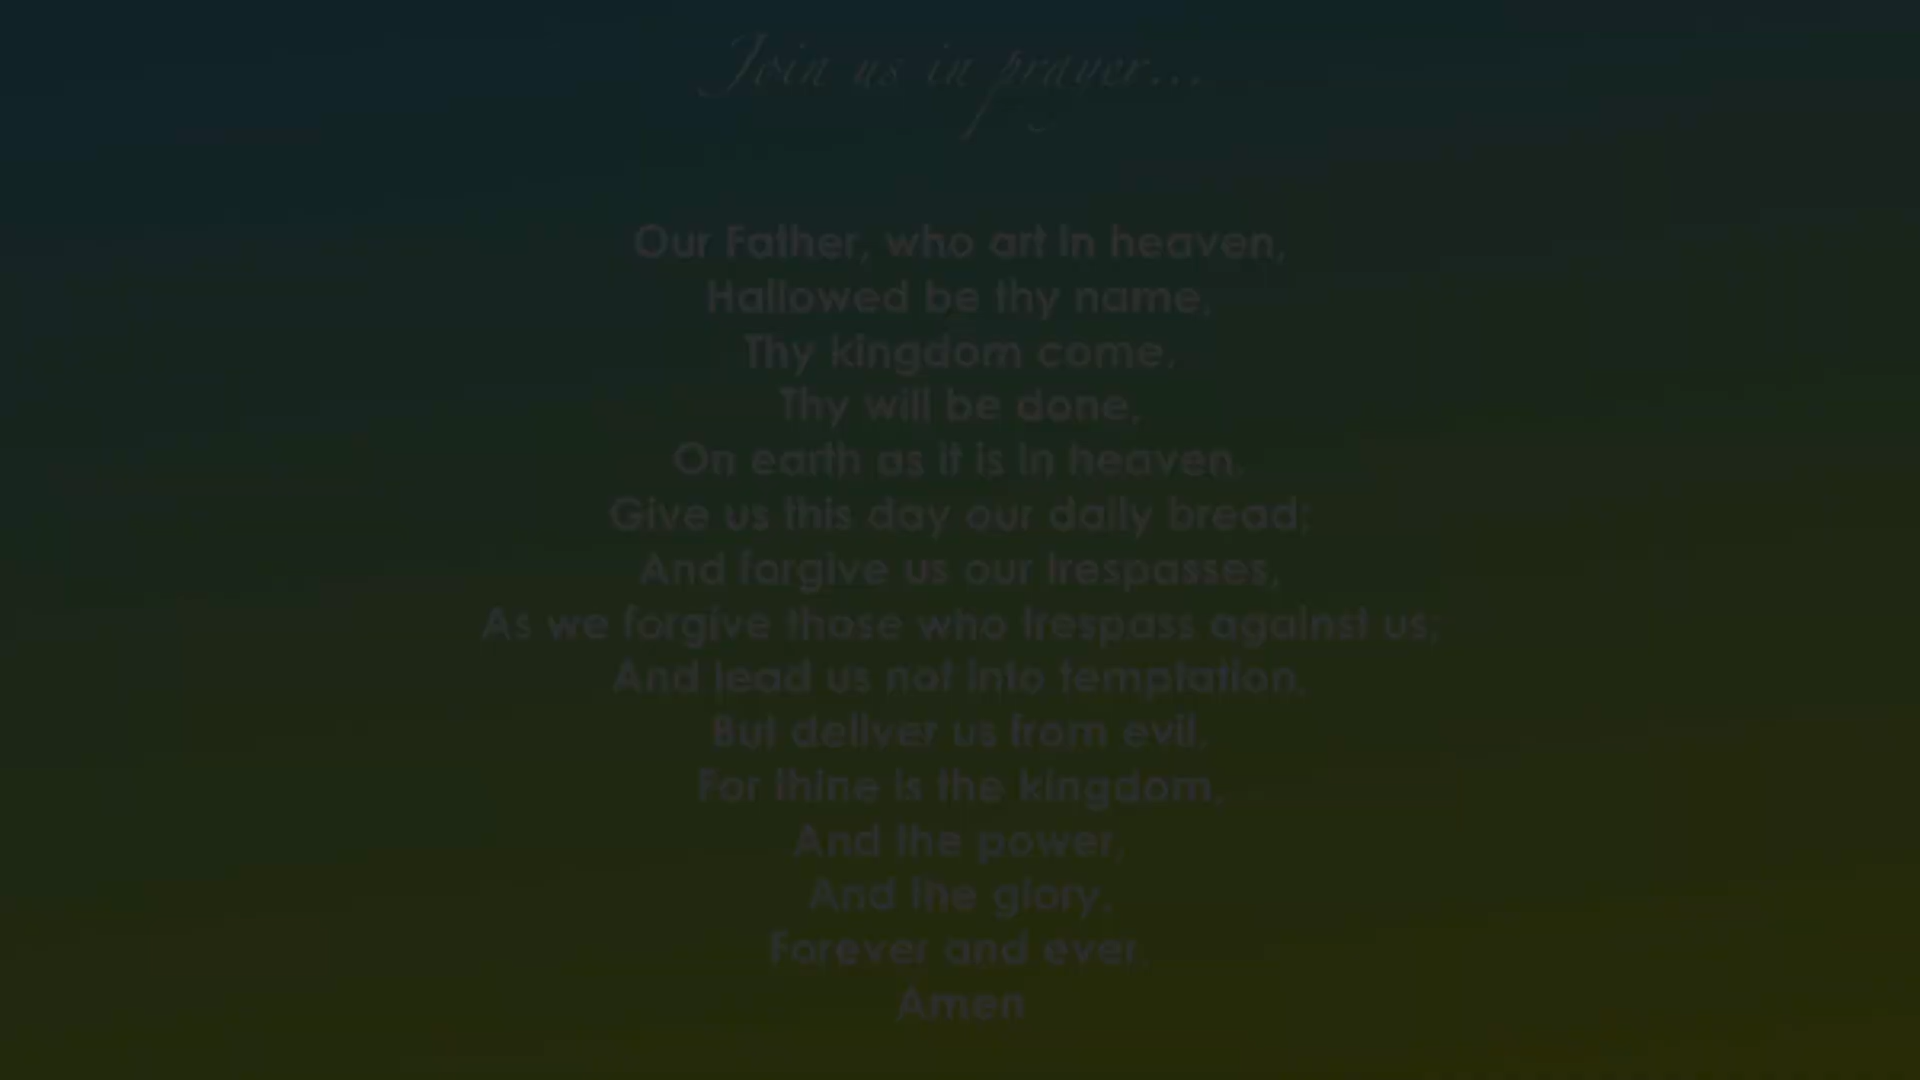 Join us in prayer...
Our Father, who art in heaven,
Hallowed be thy name,
Thy kingdom come.
Thy will be done,
On earth as it is in heaven.
Give us this day our daily bread;
And forgive us our trespasses,
As we forgive those who trespass against us;
And lead us not into temptation.
But deliver us from evil.
For thine is the kingdom,
And the power,
And the glory.
Forever and ever.
Amen